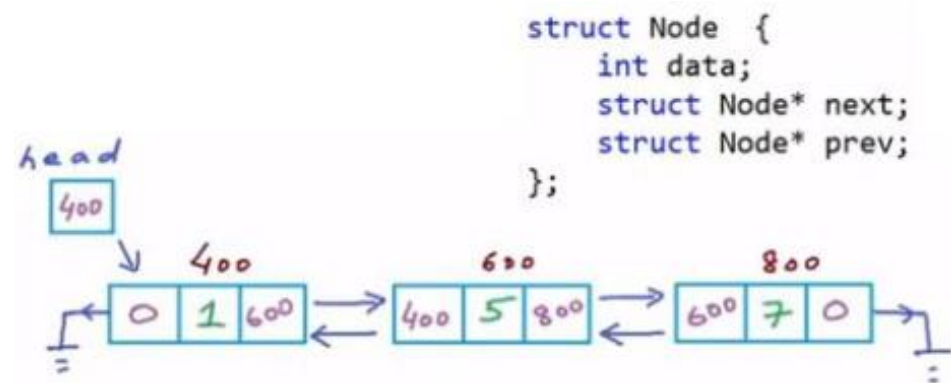 struct Node {
int data;
struct Node* next;
struct Node* prev;
};
head
400
400 600 800
0 1 600 400 5 800 600 7 0